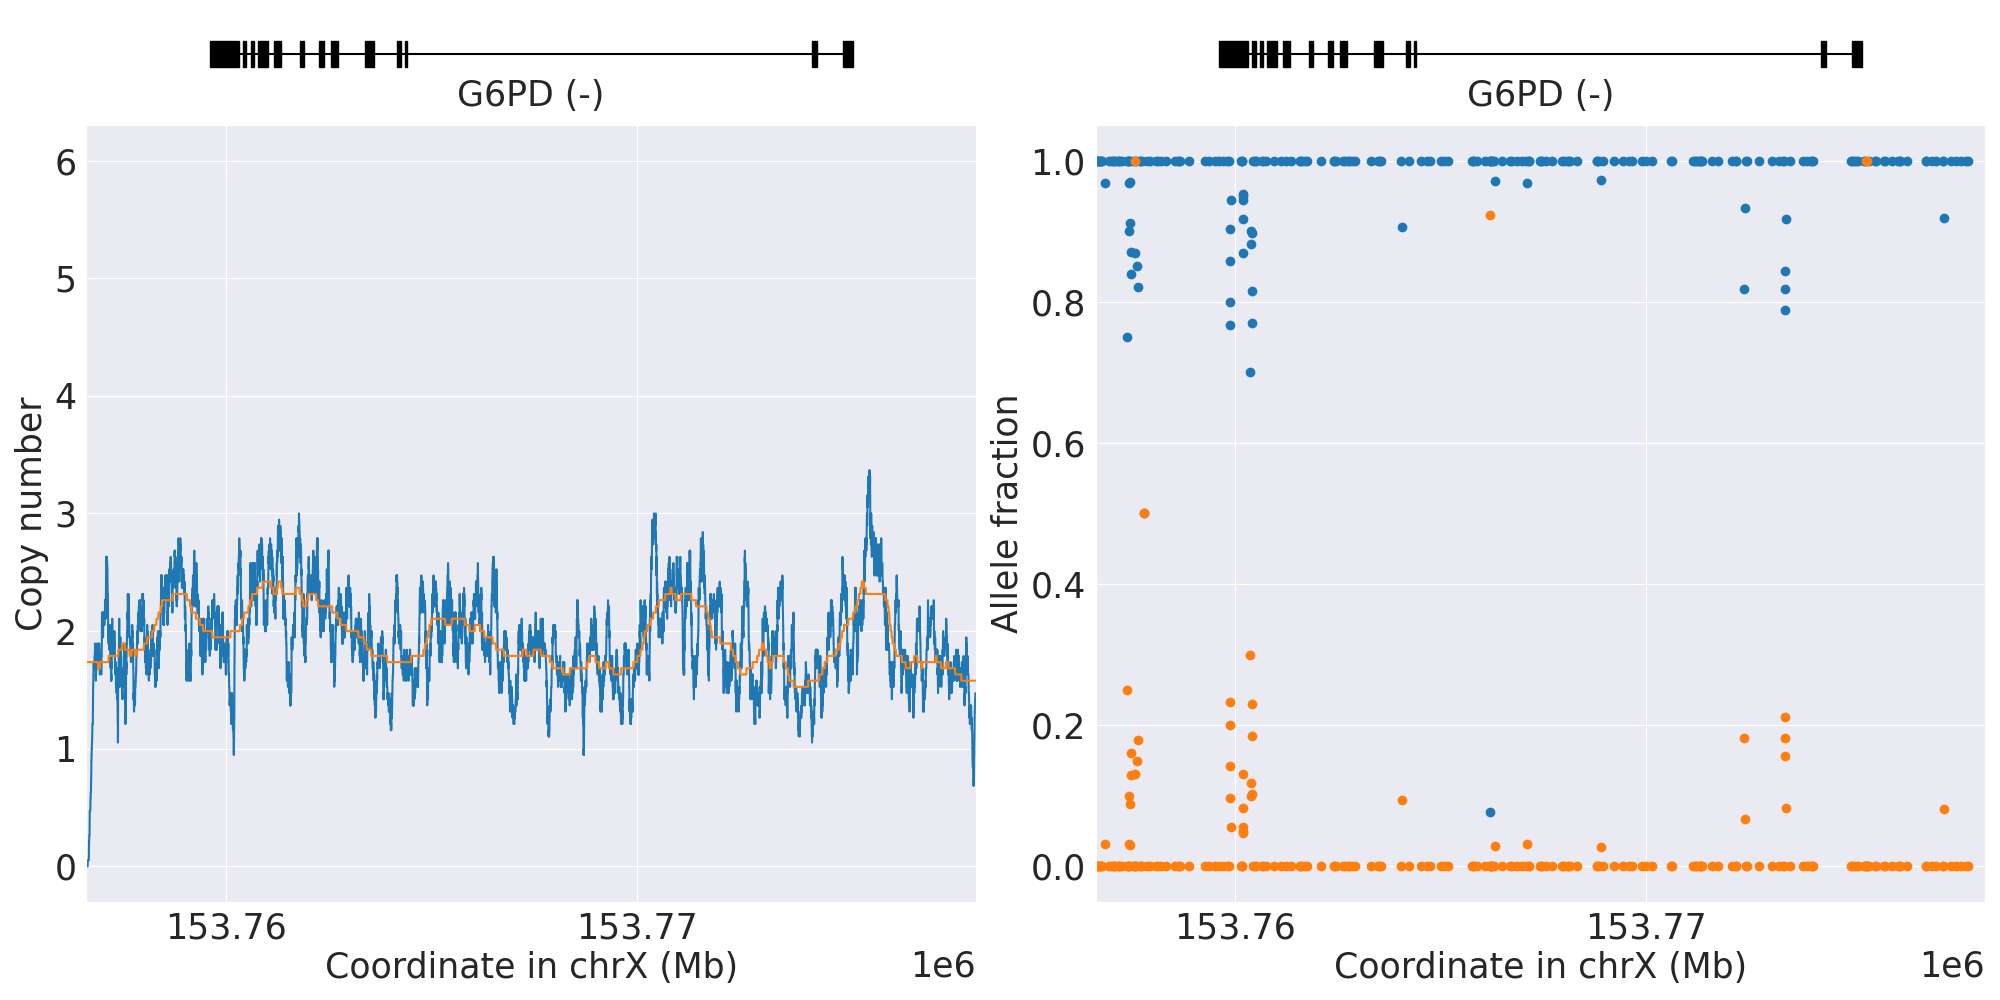 G6PD (-)
6
5
4
3
2
1
0
Copy number
153.76
153.77
Coordinate in chrX (Mb)
1e6
G6PD (-)
1.0
0.8
0.6
0.4
0.2
0.0
Allele fraction
153.76
153.77
Coordinate in chrX (Mb)
1e6